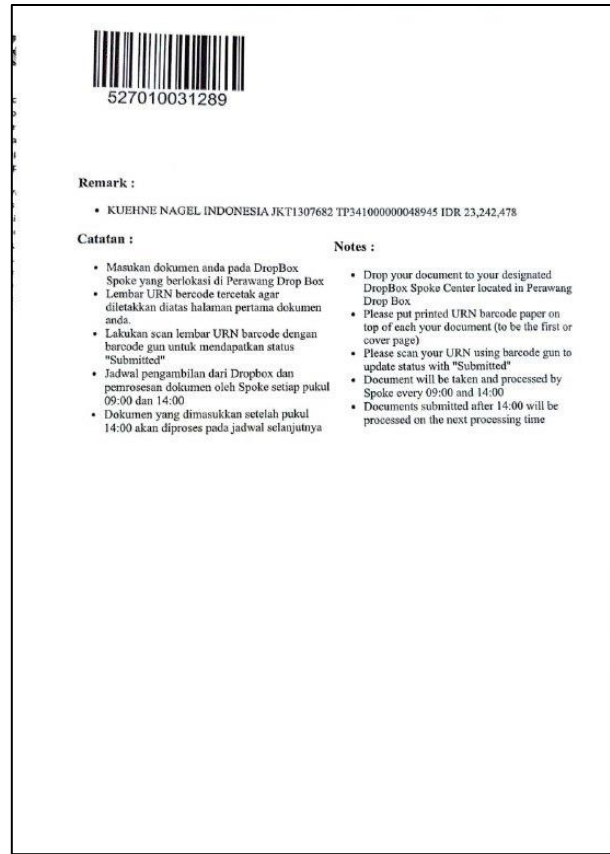 527010031289
Remark :
• KUEHNE NAGEL INDONESIA JKT1307682 TP341000000048945 IDR 23,242,478
Catatan :
• Masukan dokumen anda pada DropBox
Spoke yang berlokasi di Perawang Drop Box
• Lembar URN bercode tercetak agar
diletakkan diatas halaman pertama dokumen
anda.
• Lakukan scan lembar URN barcode dengan
barcode gun untuk mendapatkan status
"Submitted"
• Jadwal pengambilan dari Dropbox dan
pemrosesan dokumen oleh Spoke setiap pukul
09:00 dan 14:00
• Dokumen yang dimasukkan setelah pukul
14:00 akan diproses pada jadwal selanjutnya
Notes :
• Drop your document to your designated
DropBox Spoke Center located in Perawang
Drop Box
• Please put printed URN barcode paper on
top of each your document (to be the first or
cover page)
• Please scan your URN using barcode gun to
update status with "Submitted"
• Document will be taken and processed by
Spoke every 09:00 and 14:00
• Documents submitted after 14:00 will be
processed on the next processing time